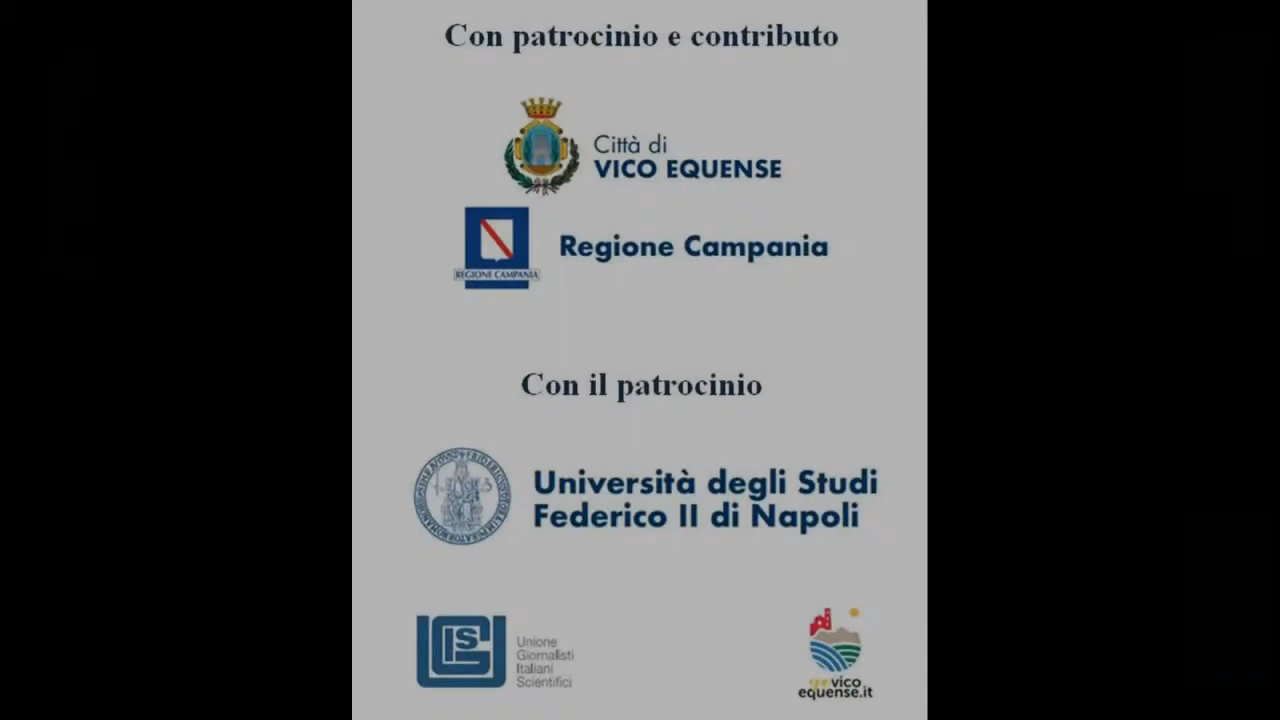 Con patrocinio e contributo
Città di
VICO EQUENSE
Regione Campania
REGIONE CAMPANIA
Con il patrocinio
Università degli Studi
Federico II di Napoli
UGIS
Unione
Giornalisti
Italiani
Scientifici
vico
equense.it